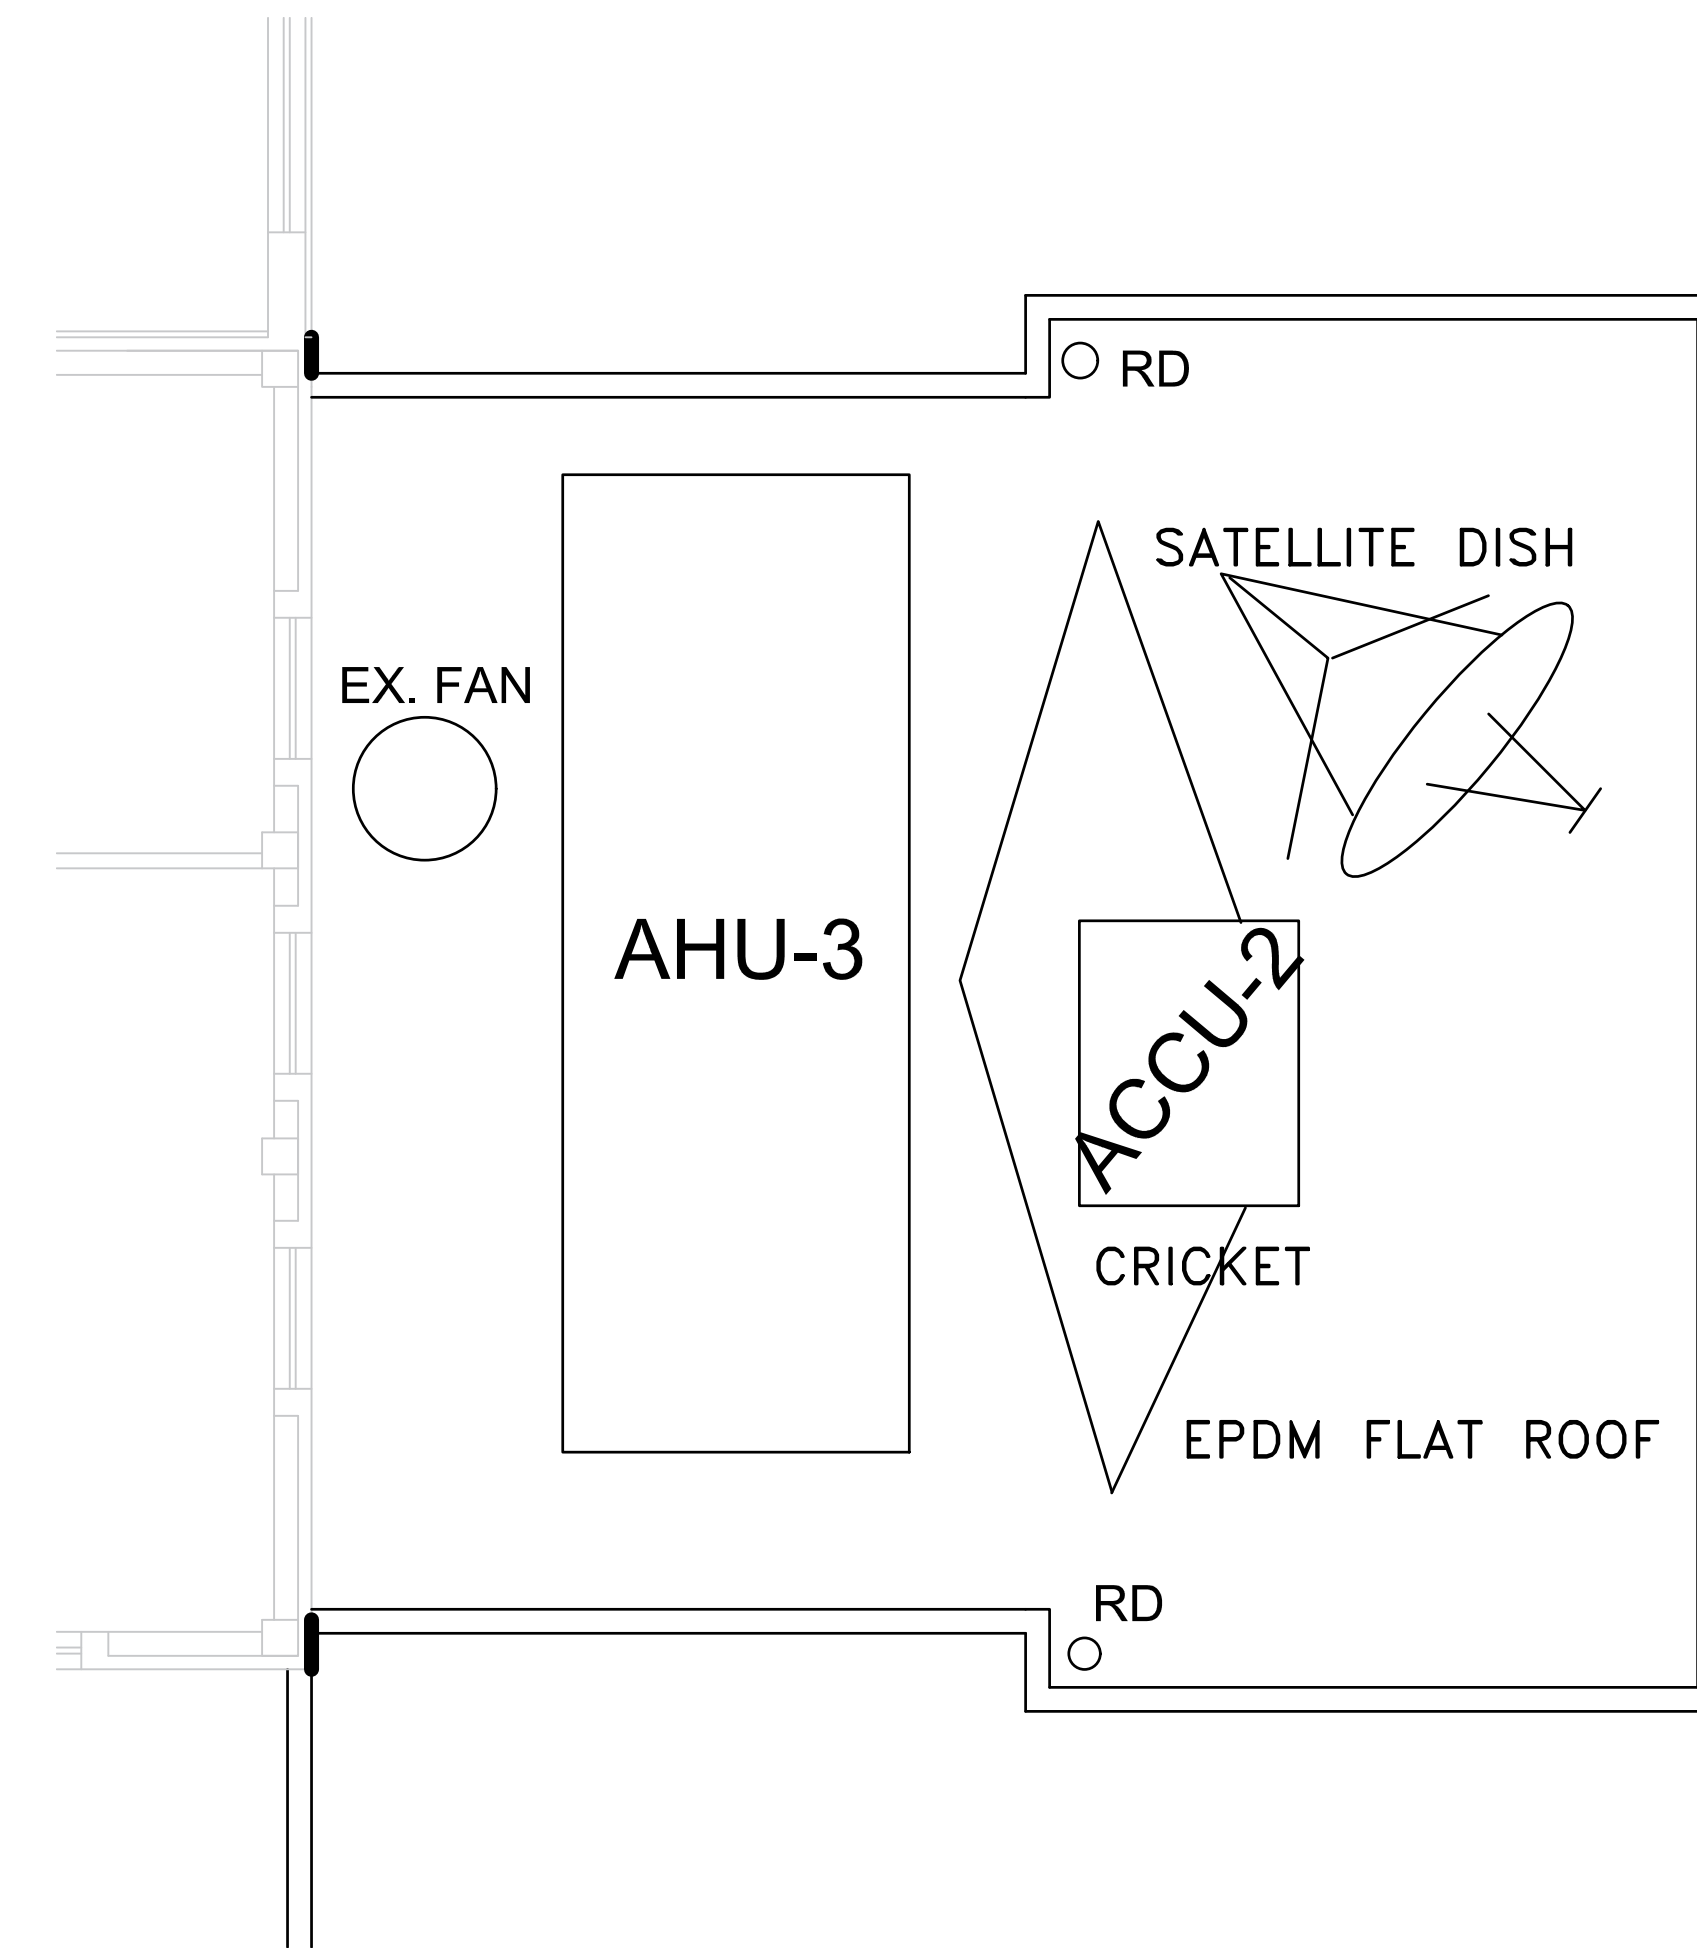 RD
SATELLITE DISH
EX. FAN
AHU-3
ACCU-2
CRICKET
EPDM FLAT ROOF
RD